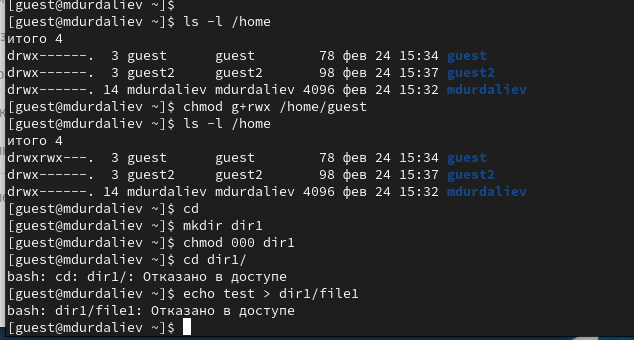 [guest@mdurdaliev ~]$
[guest@mdurdaliev ~]$ ls -l /home
итого 4
drwx------.  3 guest      guest        78 фев 24 15:34 guest
drwx------.  3 guest2     guest2       98 фев 24 15:37 guest2
drwx------. 14 mdurdaliev mdurdaliev 4096 фев 24 15:32 mdurdaliev
[guest@mdurdaliev ~]$ chmod g+rwx /home/guest
[guest@mdurdaliev ~]$ ls -l /home
итого 4
drwxrwx---.  3 guest      guest        78 фев 24 15:34 guest
drwx------.  3 guest2     guest2       98 фев 24 15:37 guest2
drwx------. 14 mdurdaliev mdurdaliev 4096 фев 24 15:32 mdurdaliev
[guest@mdurdaliev ~]$ cd
[guest@mdurdaliev ~]$ mkdir dir1
[guest@mdurdaliev ~]$ chmod 000 dir1
[guest@mdurdaliev ~]$ cd dir1/
bash: cd: dir1/: Отказано в доступе
[guest@mdurdaliev ~]$ echo test > dir1/file1
bash: dir1/file1: Отказано в доступе
[guest@mdurdaliev ~]$